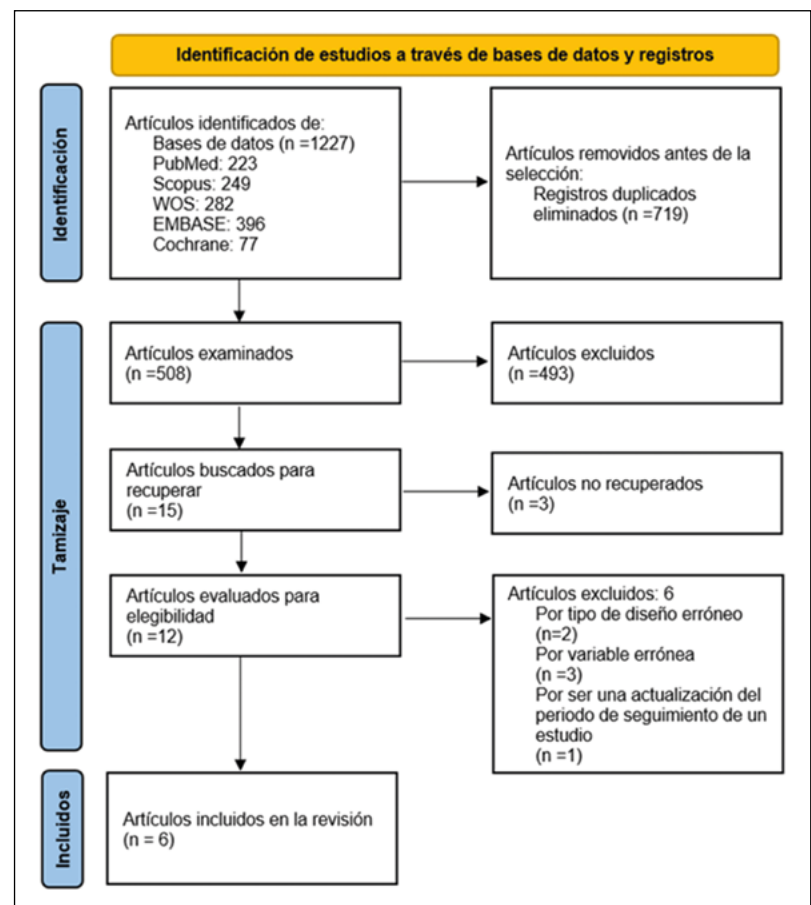 Identificación de estudios a través de bases de datos y registros
Identificación
Artículos identificados de:
Bases de datos (n =1227)
PubMed: 223
Scopus: 249
WOS: 282
EMBASE: 396
Cochrane: 77
Artículos removidos antes de la
selección:
Registros duplicados
eliminados (n =719)
Tamizaje
Artículos examinados
(n =508)
Artículos excluidos
(n =493)
Artículos buscados para
recuperar
(n =15)
Artículos no recuperados
(n =3)
Artículos evaluados para
elegibilidad
(n =12)
Artículos excluidos: 6
Por tipo de diseño erróneo
(n=2)
Por variable errónea
(n =3)
Por ser una actualización del
periodo de seguimiento de un
estudio
(n =1)
Incluidos
Artículos incluidos en la revisión
(n = 6)